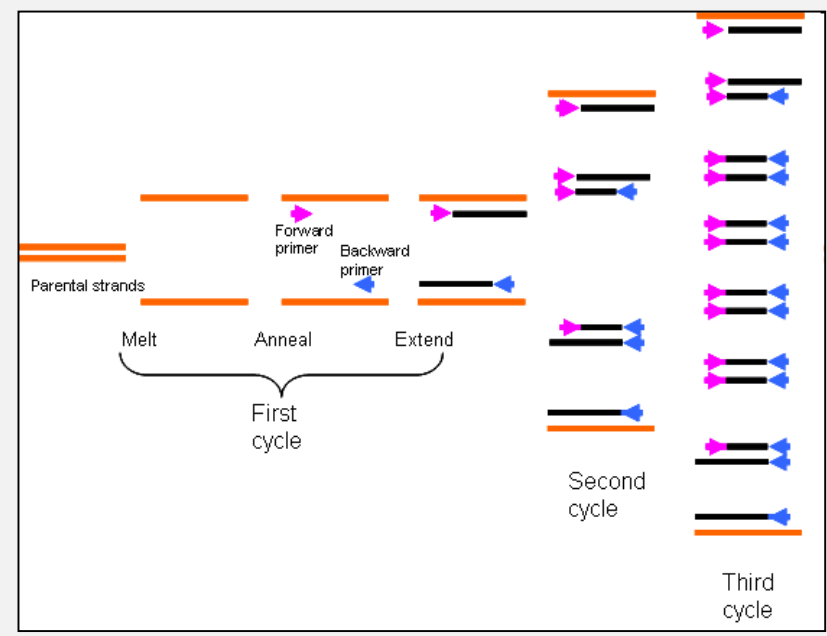 Forward
primer
Backward
primer
Parental strands
Melt
Anneal
Extend
First
cycle
Second
cycle
Third
cycle